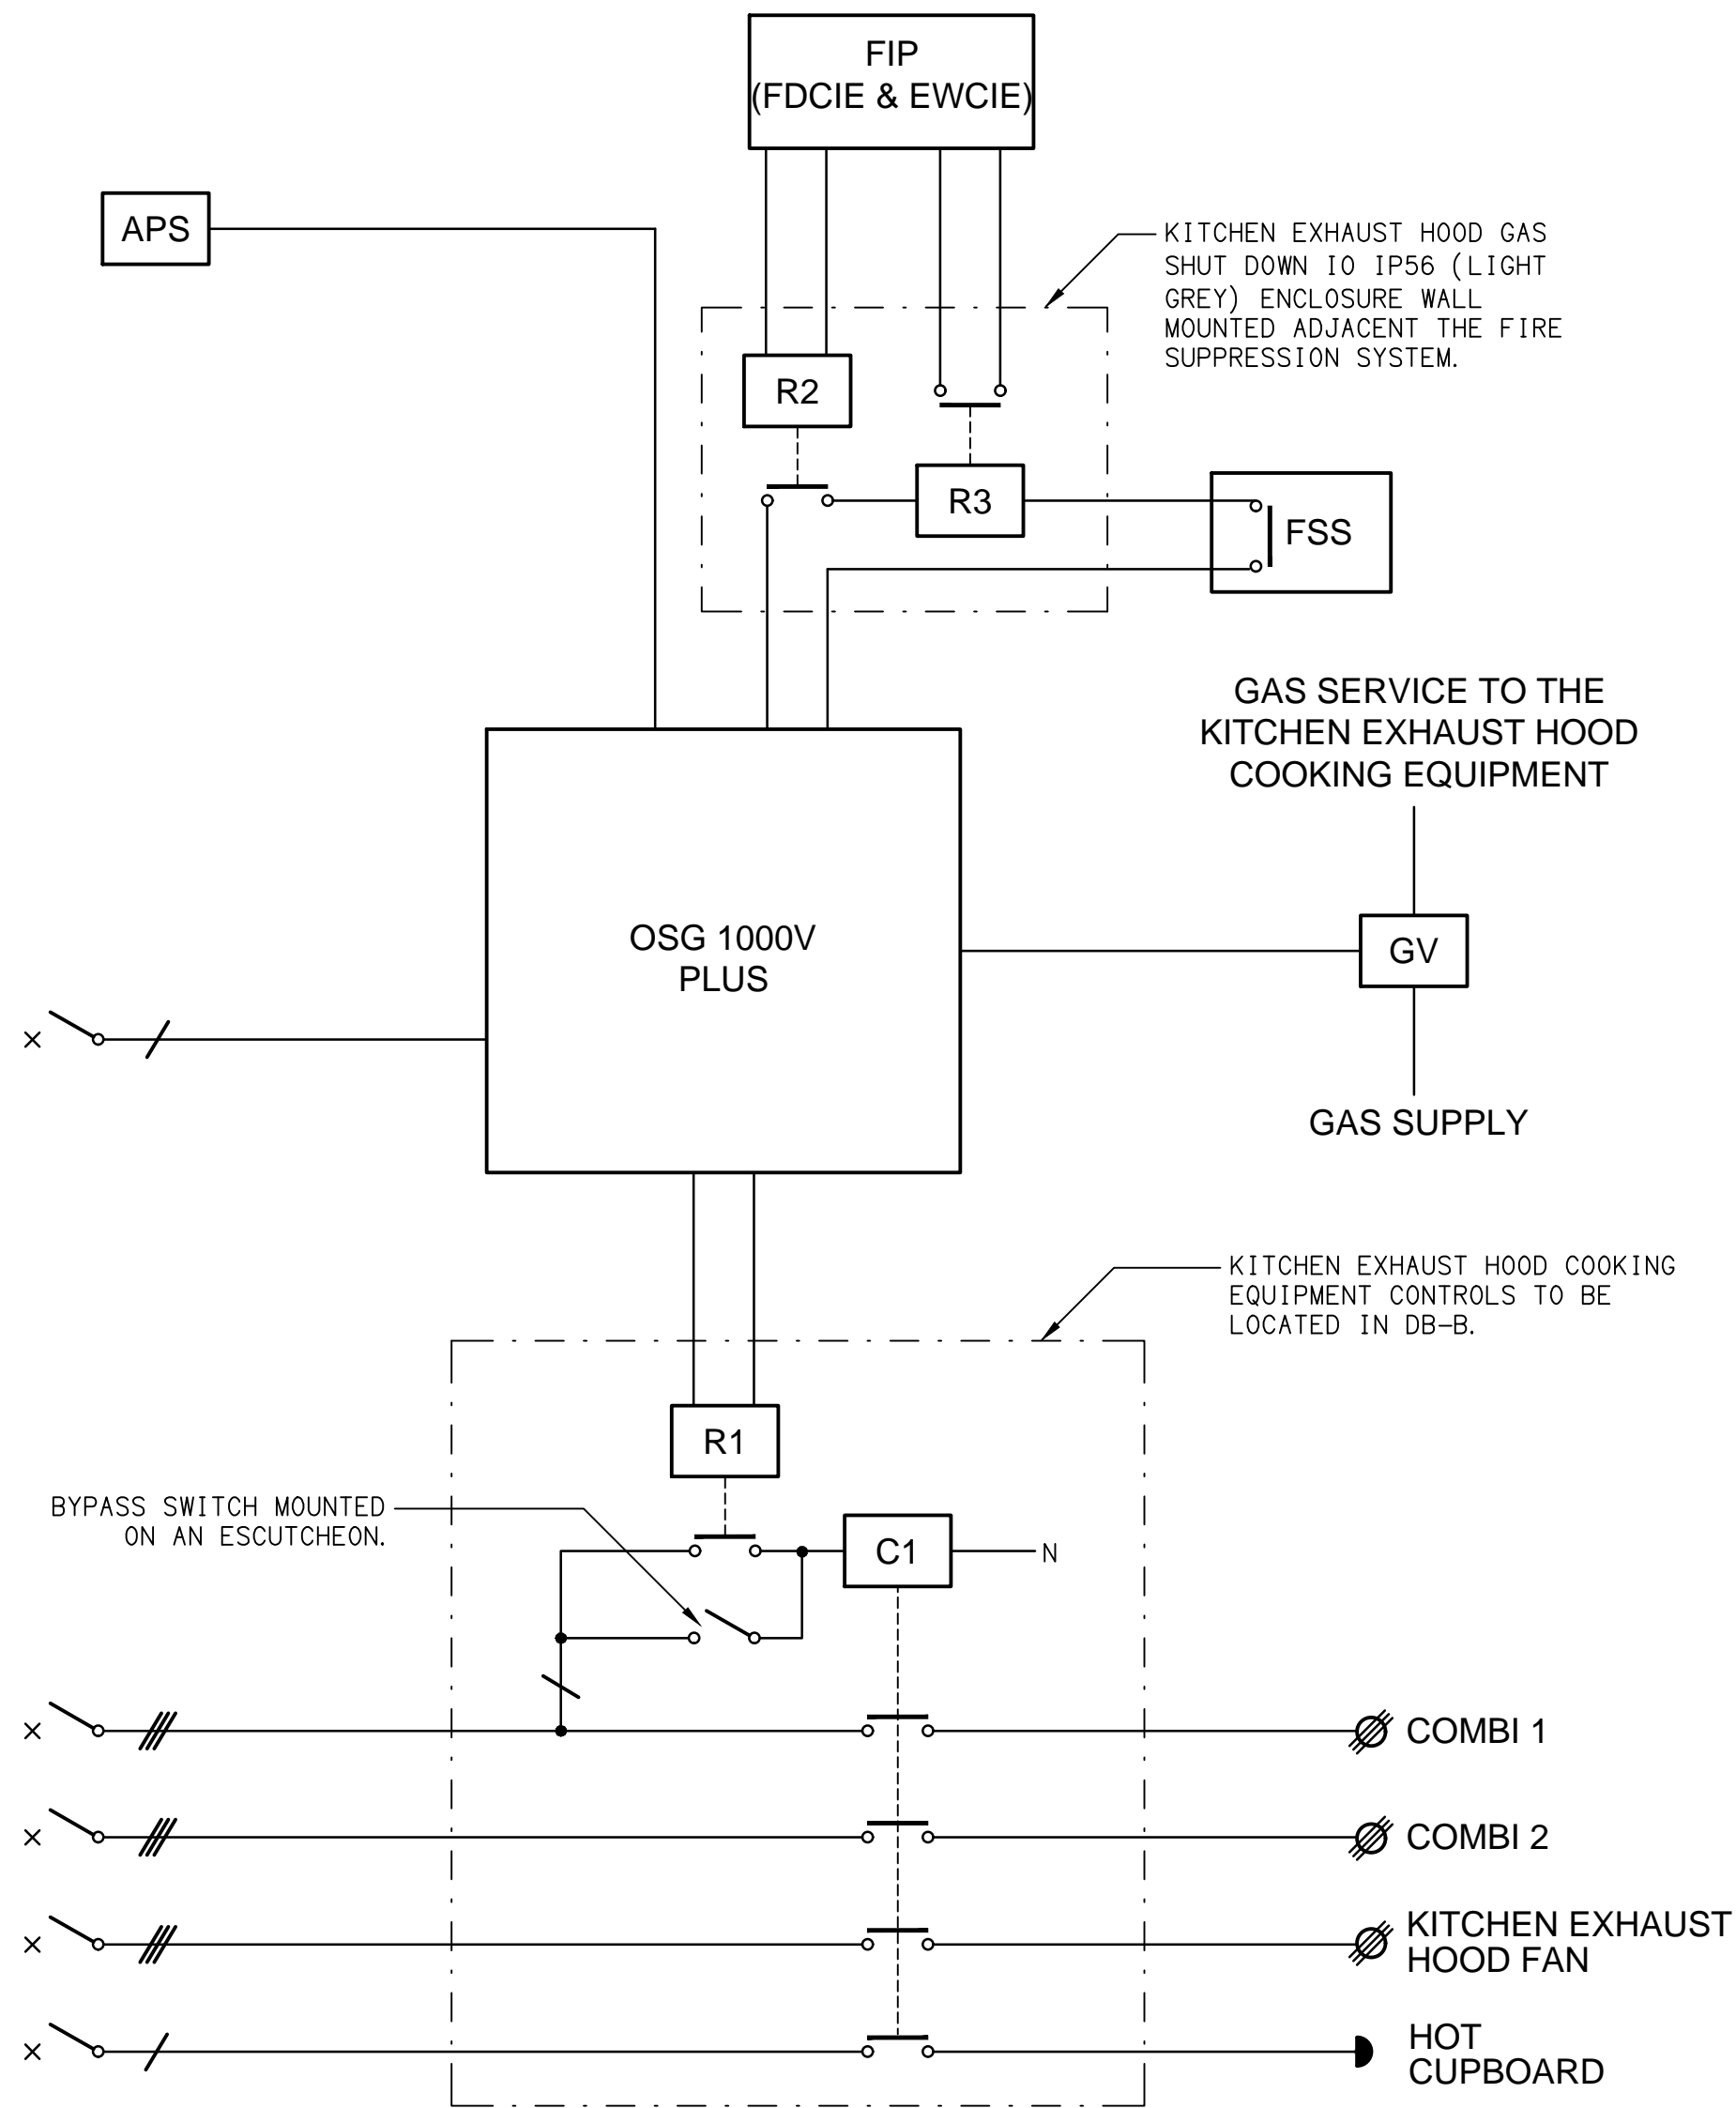 FIP
(FDCIE & EWCIE)
APS
KITCHEN EXHAUST HOOD GAS
SHUT DOWN IO IP56 (LIGHT
GREY) ENCLOSURE WALL
MOUNTED ADJACENT THE FIRE
SUPPRESSION SYSTEM.
R2
R3
FSS
GAS SERVICE TO THE
KITCHEN EXHAUST HOOD
COOKING EQUIPMENT
OSG 1000V
PLUS
GV
GAS SUPPLY
KITCHEN EXHAUST HOOD COOKING
EQUIPMENT CONTROLS TO BE
LOCATED IN DB-B.
R1
BYPASS SWITCH MOUNTED
ON AN ESCUTCHEON.
C1
N
COMBI 1
COMBI 2
KITCHEN EXHAUST
HOOD FAN
HOT
CUPBOARD